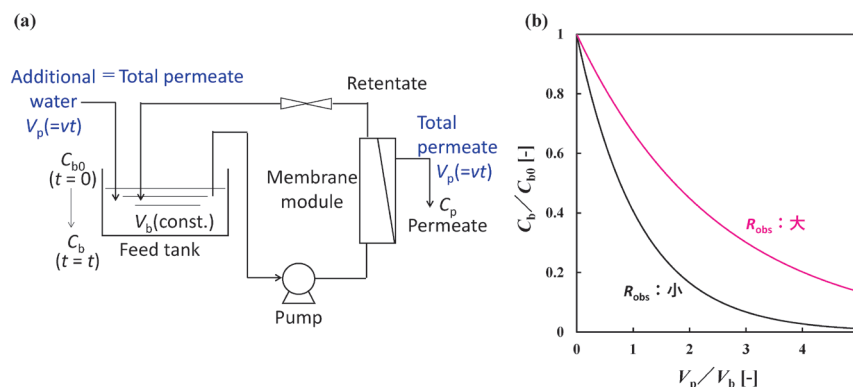 (a)
Additional = Total permeate
water
Vp(=vt)
Retentate
Total
permeate
Vp(=vt)
Cb0
(t = 0)
Membrane
module
Cp
Permeate
Vb(const.)
Cb
(t = t)
Feed tank
Pump
(b)
Cb/Cb0 [-]
1
0.8
0.6
0.4
0.2
0
Robs：大
Robs：小
0
1
2
3
4
Vp/Vb [-]